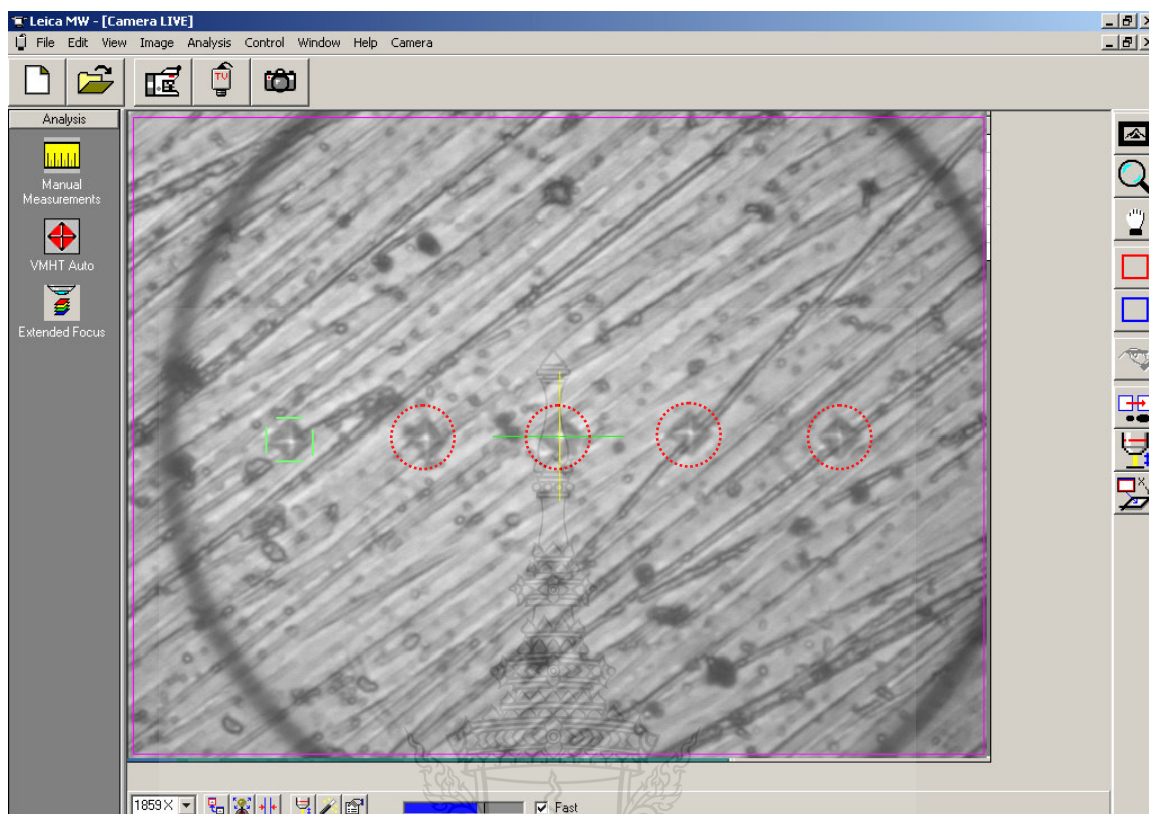 Leica MW - [Camera LIVE]
File Edit View Image Analysis Control Window Help Camera
TV
Analysis
Manual
Measurements
VMHT Auto
Extended Focus
X
1859X
Fast